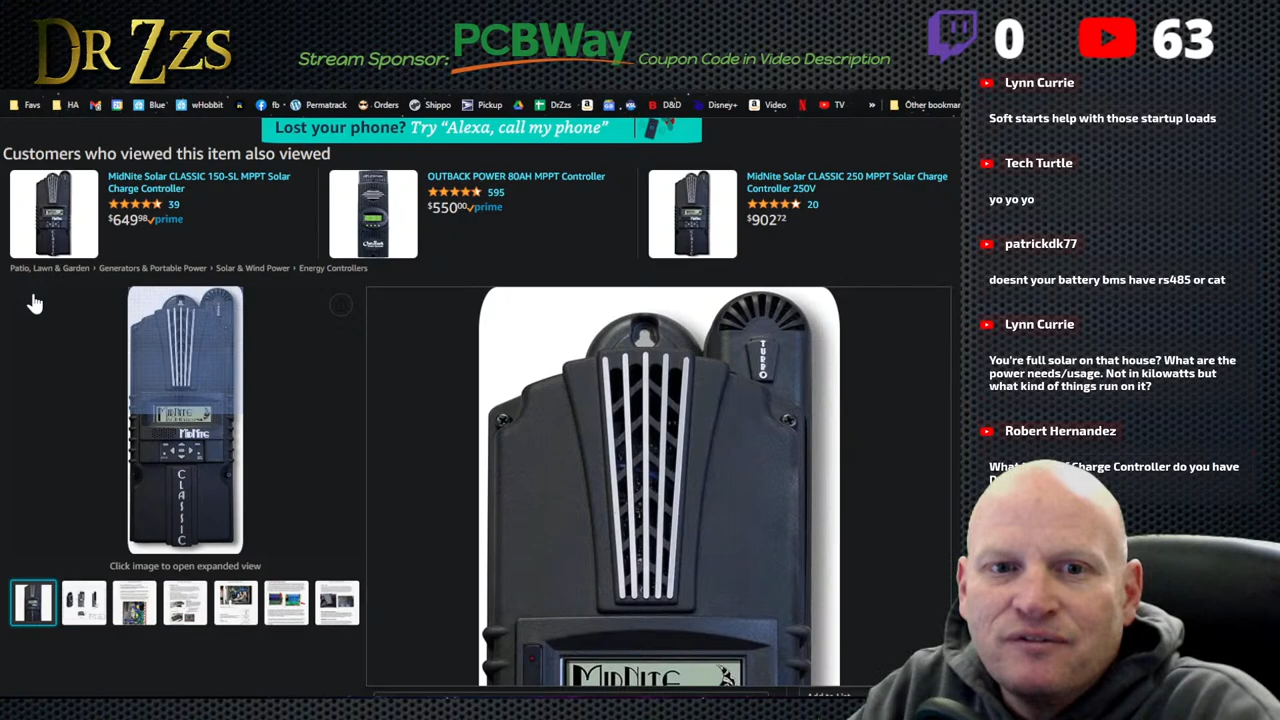 DR ZZS
Stream Sponsor: PCBWay Coupon Code in Video Description
0
63
Favs
HA
Blue
wHobbit
fb
Permatrack
Orders
Shippo
Pickup
DrZzs
D&D
Disney+
Video
TV
»
Other bookmar
Lost your phone? Try “Alexa, call my phone”
Customers who viewed this item also viewed
MidNite Solar CLASSIC 150-SL MPPT Solar
Charge Controller
39
$649.98 prime
OUTBACK POWER 80AH MPPT Controller
595
$550.00 prime
MidNite Solar CLASSIC 250 MPPT Solar Charge
Controller 250V
20
$902.72
Patio, Lawn & Garden › Generators & Portable Power › Solar & Wind Power › Energy Controllers
MIDNITE
MidNite
CLASSIC
Click image to open expanded view
TURBO
MIDNITE
Add to List
Lynn Currie
Soft starts help with those startup loads
Tech Turtle
yo yo yo
patrickdk77
doesnt your battery bms have rs485 or cat
Lynn Currie
You're full solar on that house? What are the
power needs/usage. Not in kilowatts but
what kind of things run on it?
Robert Hernandez
Charge Controller do you have